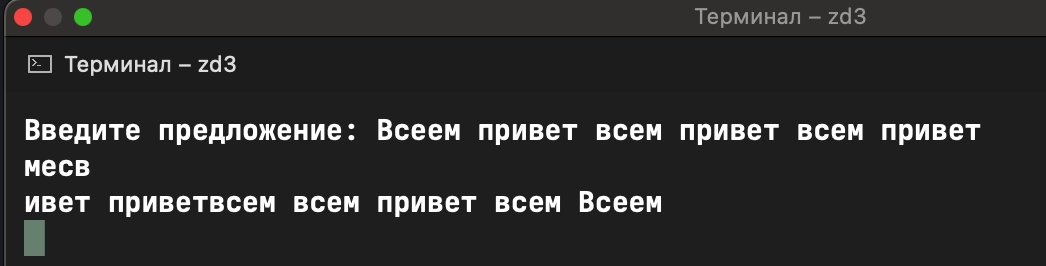 Терминал – zd3
Терминал – zd3
Введите предложение: Всеем привет всем привет всем привет
месв
ивет приветвсем всем привет всем Всеем